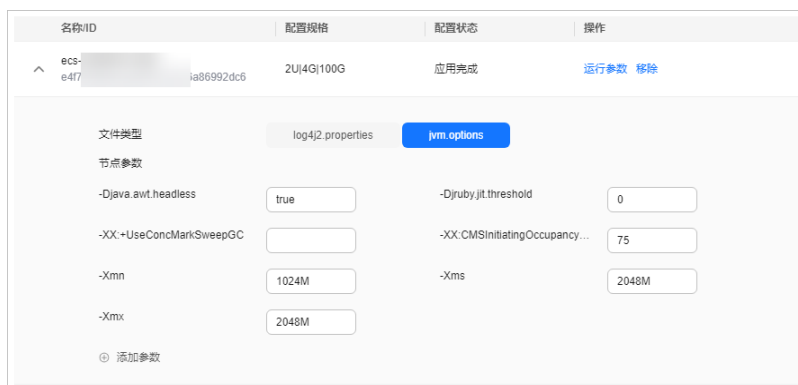 名称/ID 配置规格 配置状态 操作
ecs-
e4f7 a86992dc6 2U|4G|100G 应用完成 运行参数 移除
文件类型 log4j2.properties jvm.options
节点参数
-Djava.awt.headless true -Djruby.jit.threshold 0
-XX:+UseConcMarkSweepGC -XX:CMSInitiatingOccupancy... 75
-Xmn 1024M -Xms 2048M
-Xmx 2048M
添加参数